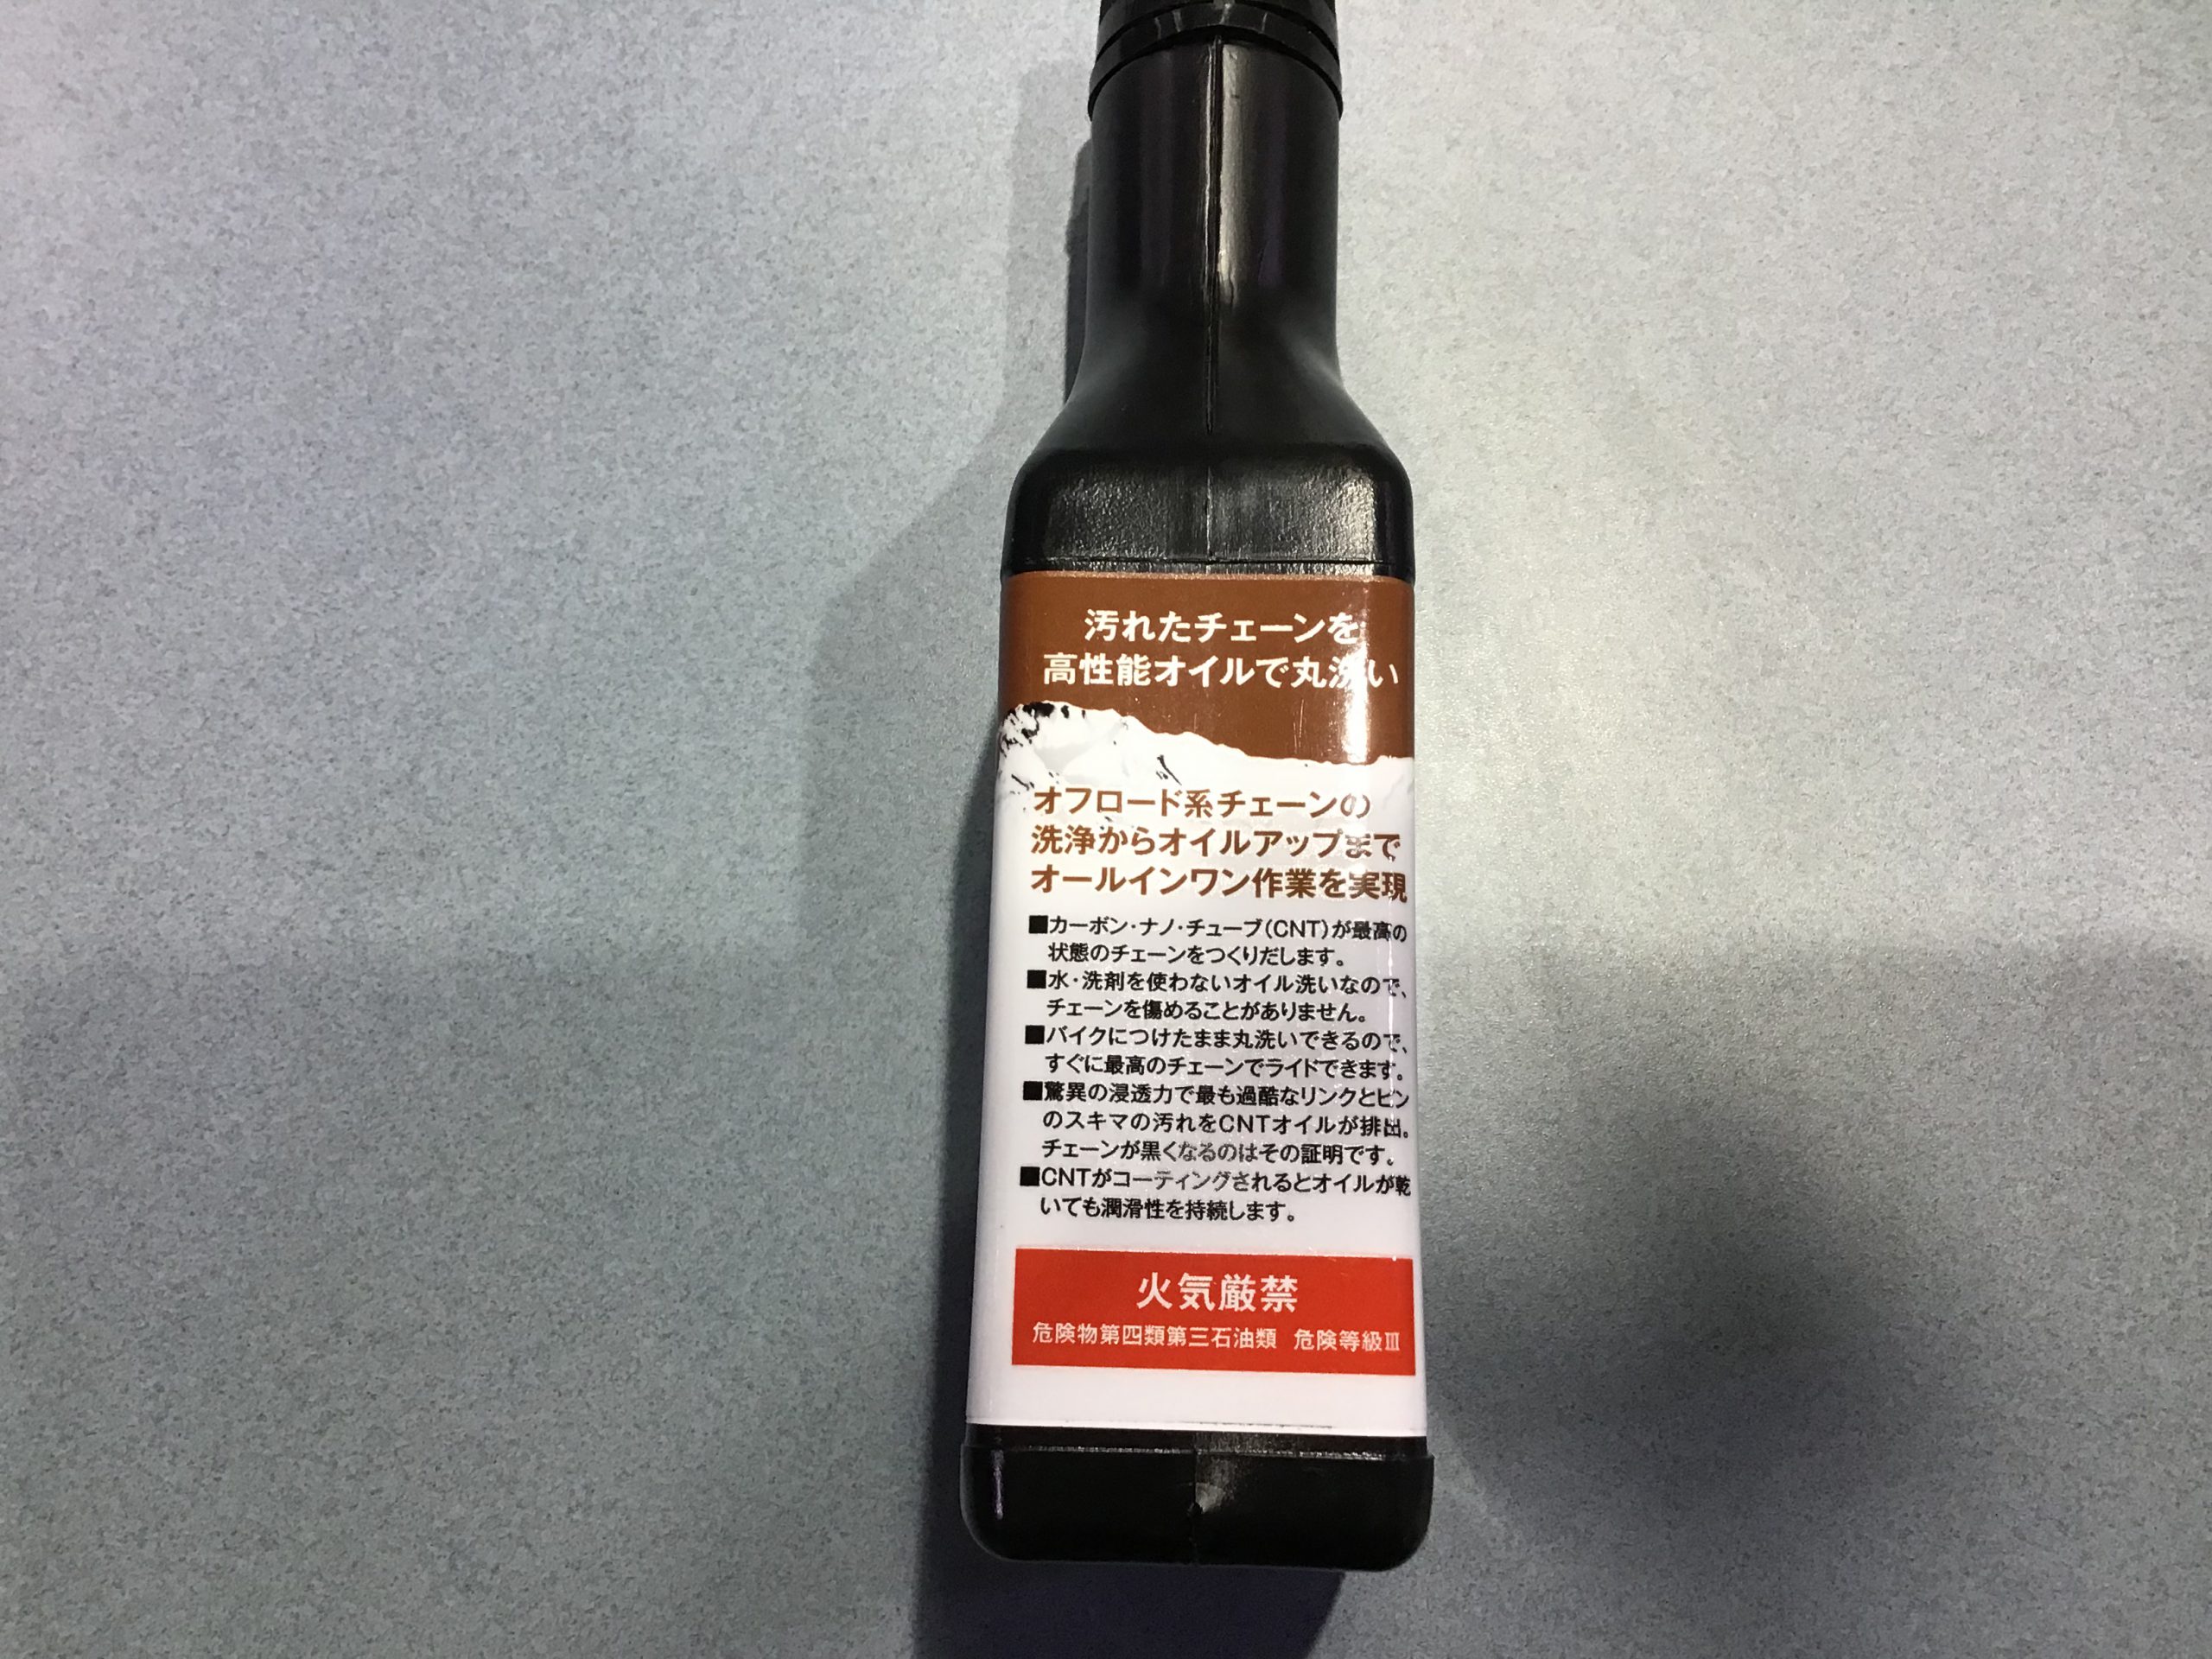 汚れたチェーンを
高性能オイルで丸洗い
オフロード系チェーンの
洗浄からオイルアップまで
オールインワン作業を実現
■カーボン・ナノ・チューブ(CNT)が最高の
状態のチェーンをつくりだします。
■水・洗剤を使わないオイル洗いなので、
チェーンを傷めることがありません。
■バイクにつけたまま丸洗いできるので、
すぐに最高のチェーンでライドできます。
■驚異の浸透力で最も過酷なリンクとピン
のスキマの汚れをCNTオイルが排出。
チェーンが黒くなるのはその証明です。
■CNTがコーティングされるとオイルが乾
いても潤滑性を持続します。
火気厳禁
危険物第四類第三石油類 危険等級Ⅲ